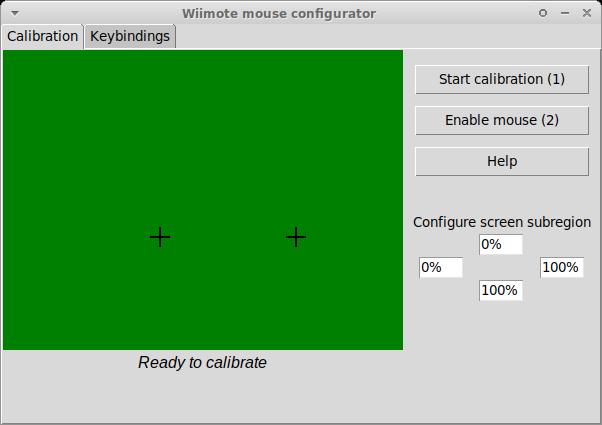 Wiimote mouse configurator
Calibration Keybindings
Start calibration (1)
Enable mouse (2)
Help
Configure screen subregion
0%
0% 100%
100%
Ready to calibrate